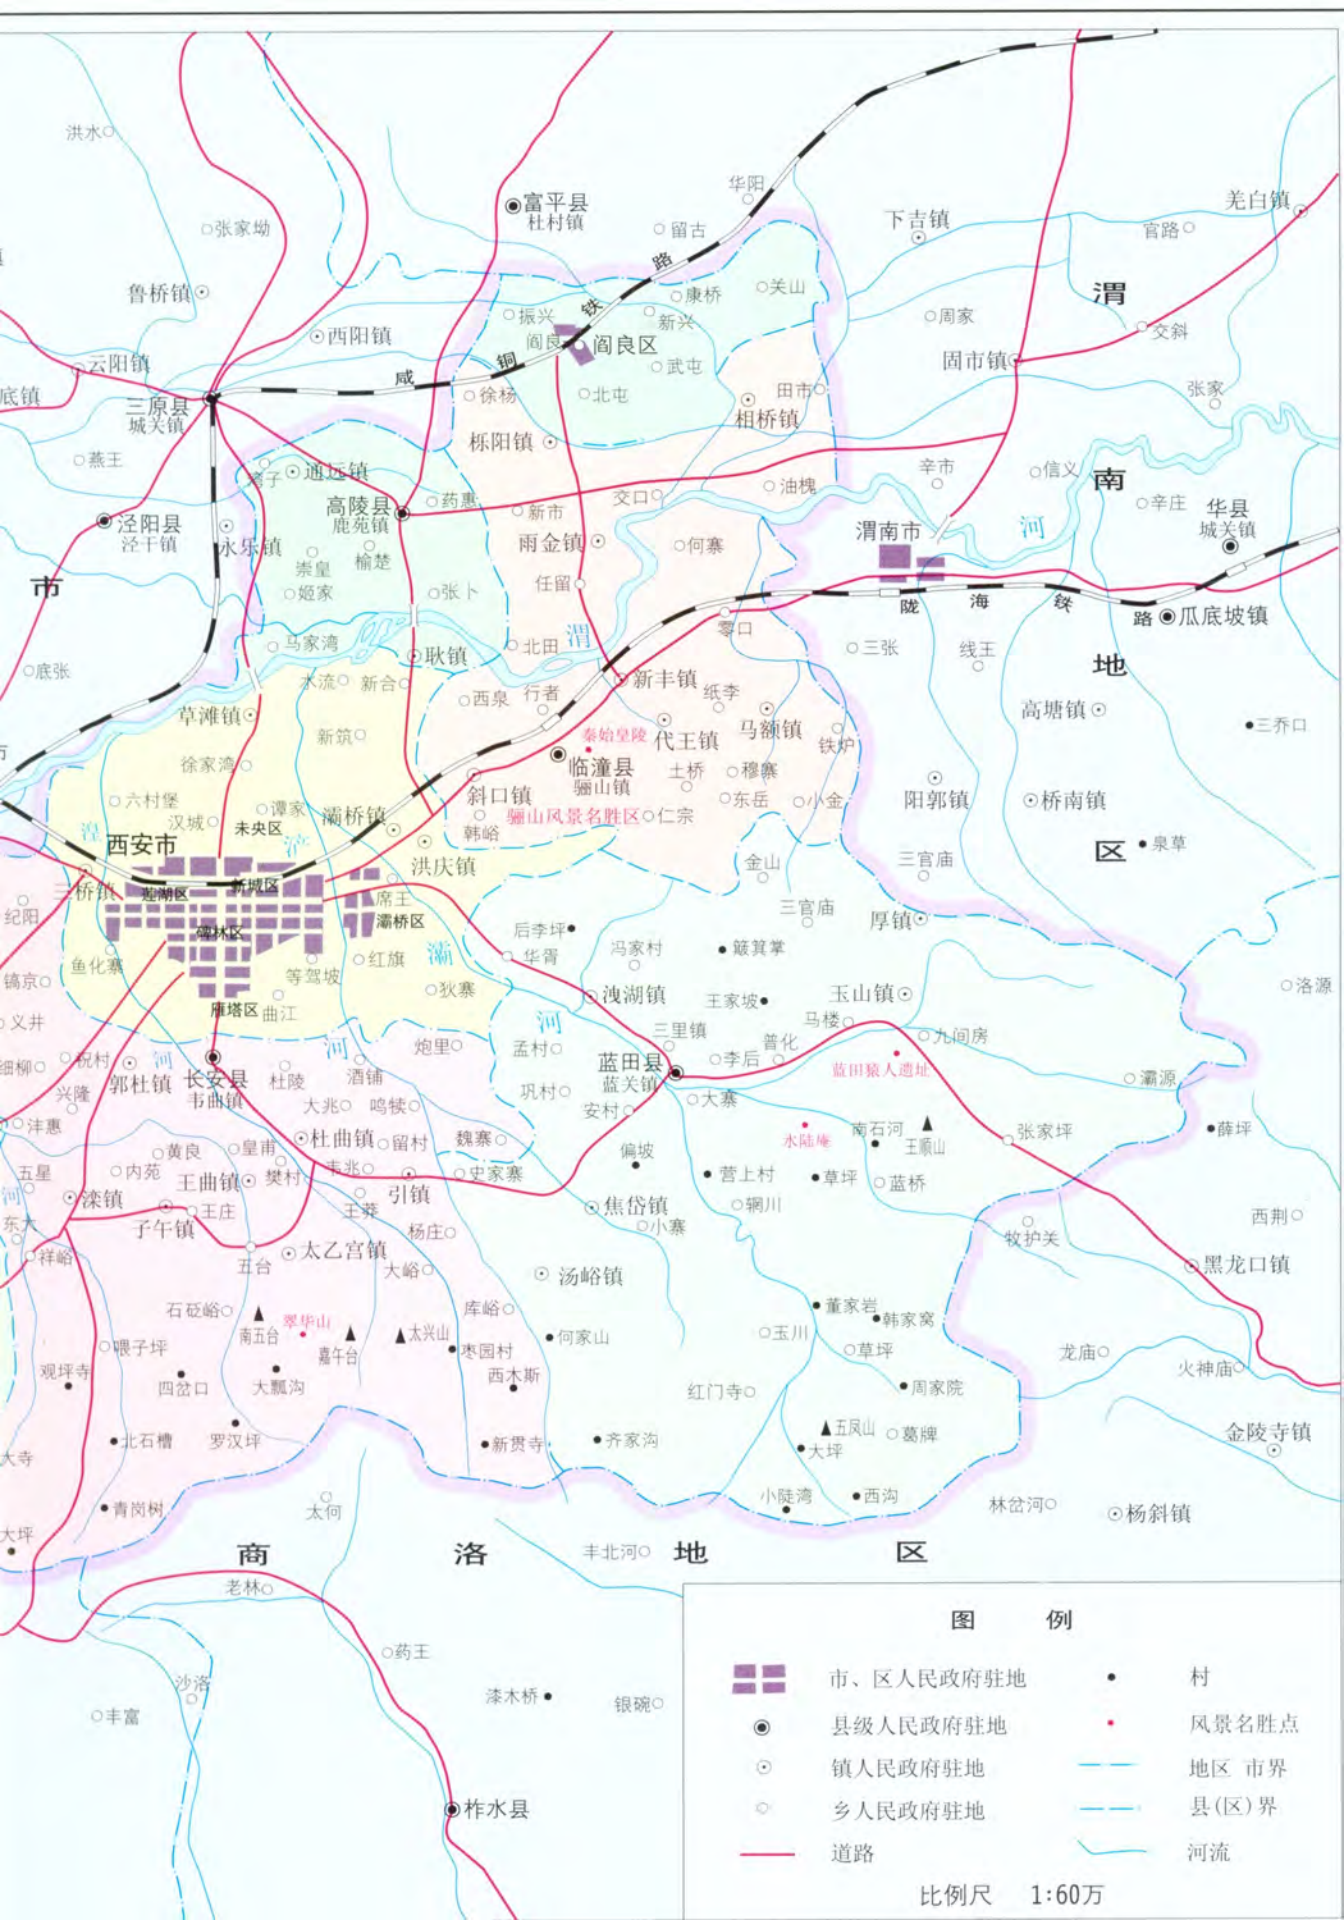 洪水
张家坳
富平县
杜村镇
华阳
留古
下吉镇
羌白镇
官路
鲁桥镇
西阳镇
云阳镇
底镇
三原县
城关镇
燕王
咸
铜
铁
路
康桥
关山
振兴
新兴
阎良
阎良区
武屯
徐杨
北屯
田市
相桥镇
栎阳镇
周家
渭
交斜
固市镇
张家
湾子
通远镇
高陵县
鹿苑镇
药惠
新市
交口
油槐
辛市
信义
南
辛庄
华县
城关镇
泾阳县
泾干镇
永乐镇
崇皇
榆楚
姬家
张卜
雨金镇
何寨
任留
渭南市
河
市
马家湾
耿镇
北田
渭
零口
陇
海
铁
路
瓜底坡镇
底张
水流
新合
西泉
行者
新丰镇
纸李
三张
线王
地
草滩镇
新筑
秦始皇陵
代王镇
马额镇
铁炉
高塘镇
三乔口
徐家湾
临潼县
骊山镇
土桥
穆寨
六村堡
汉城
谭家
灞桥镇
斜口镇
东岳
小金
阳郭镇
桥南镇
未央区
韩峪
骊山风景名胜区
仁宗
湟
西安市
浐
洪庆镇
金山
三官庙
区
泉草
三桥镇
莲湖区
新城区
席王
纪阳
碑林区
灞桥区
后李坪
三官庙
厚镇
鱼化寨
等驾坡
红旗
灞
华胥
冯家村
簸箕掌
镐京
狄寨
洩湖镇
王家坡
玉山镇
洛源
雁塔区
曲江
义井
河
三里镇
马楼
河
河
炮里
孟村
普化
九间房
祝村
细柳
郭杜镇
长安县
韦曲镇
杜陵
酒铺
蓝田县
蓝关镇
李后
蓝田猿人遗址
兴隆
大兆
鸣犊
巩村
安村
大寨
灞源
沣惠
杜曲镇
留村
魏寨
水陆庵
南石河
王顺山
张家坪
薛坪
黄良
皇甫
偏坡
五星
内苑
王曲镇
樊村
韦兆
引镇
史家寨
营上村
草坪
蓝桥
河
滦镇
王庄
王莽
焦岱镇
辋川
东大
子午镇
杨庄
小寨
牧护关
西荆
祥峪
五台
太乙宫镇
大峪
汤峪镇
黑龙口镇
石砭峪
翠华山
库峪
董家岩
南五台
嘉午台
太兴山
何家山
玉川
韩家窝
喂子坪
枣园村
草坪
龙庙
火神庙
观坪寺
四岔口
大瓢沟
西木斯
红门寺
周家院
北石槽
罗汉坪
新贯寺
齐家沟
五凤山
葛牌
大坪
金陵寺镇
大寺
青岗树
太何
小陡湾
西沟
林岔河
杨斜镇
大坪
商
洛
地
区
丰北河
老林
药王
沙洛
丰富
漆木桥
银碗
柞水县
图 例
市、区人民政府驻地
村
县级人民政府驻地
风景名胜点
镇人民政府驻地
地区 市界
乡人民政府驻地
县(区)界
道路
河流
比例尺 1:60万